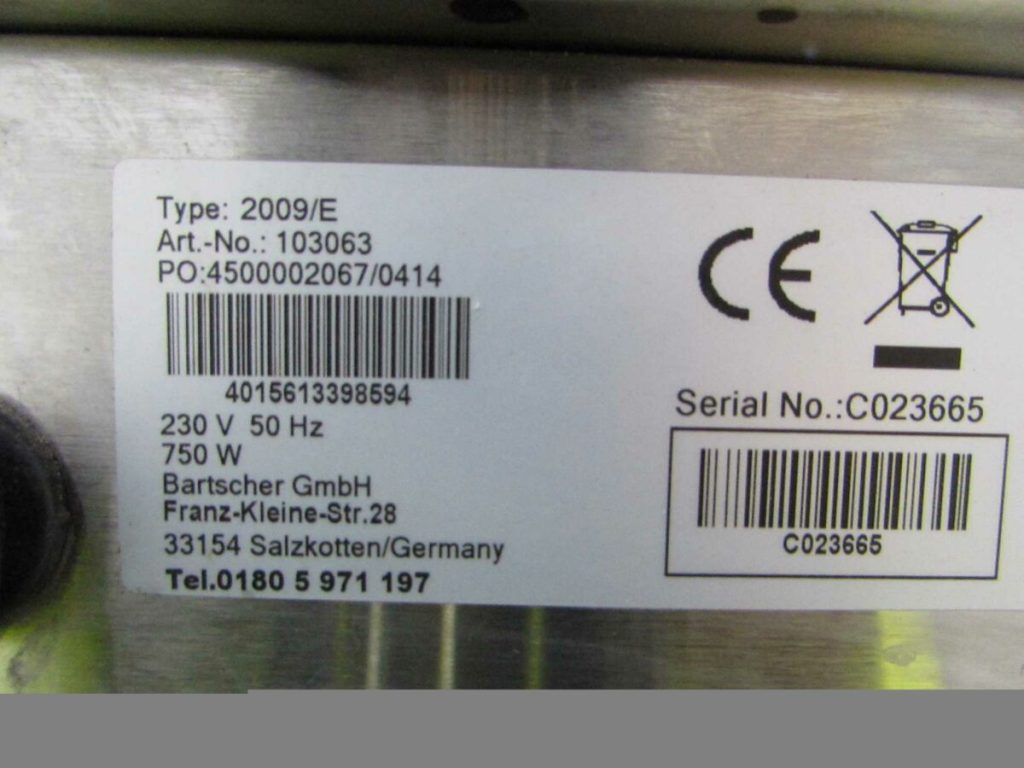 Type: 2009/E
Art.-No.: 103063
PO:4500002067/0414
4015613398594
230 V 50 Hz
750 W
Bartscher GmbH
Franz-Kleine-Str.28
33154 Salzkotten/Germany
Tel.0180 5 971 197
CE
Serial No.:C023665
C023665